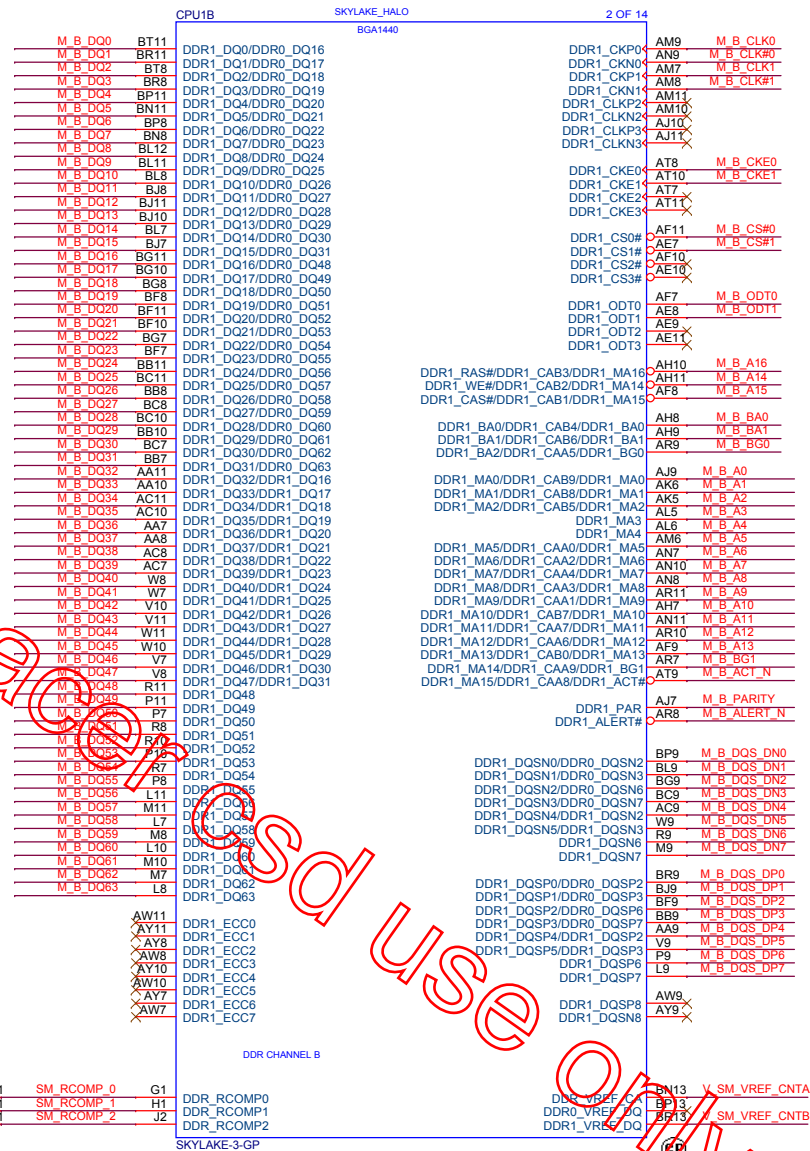 CPU1B SKYLAKE_HALO 2 OF 14
BGA1440
M_B_DQ0 BT11 DDR1_DQ0/DDR0_DQ16
M_B_DQ1 BR11 DDR1_DQ1/DDR0_DQ17
M_B_DQ2 BT8 DDR1_DQ2/DDR0_DQ18
M_B_DQ3 BR8 DDR1_DQ3/DDR0_DQ19
M_B_DQ4 BP11 DDR1_DQ4/DDR0_DQ20
M_B_DQ5 BN11 DDR1_DQ5/DDR0_DQ21
M_B_DQ6 BP8 DDR1_DQ6/DDR0_DQ22
M_B_DQ7 BN8 DDR1_DQ7/DDR0_DQ23
M_B_DQ8 BL12 DDR1_DQ8/DDR0_DQ24
M_B_DQ9 BL11 DDR1_DQ9/DDR0_DQ25
M_B_DQ10 BL8 DDR1_DQ10/DDR0_DQ26
M_B_DQ11 BJ8 DDR1_DQ11/DDR0_DQ27
M_B_DQ12 BJ11 DDR1_DQ12/DDR0_DQ28
M_B_DQ13 BJ10 DDR1_DQ13/DDR0_DQ29
M_B_DQ14 BL7 DDR1_DQ14/DDR0_DQ30
M_B_DQ15 BJ7 DDR1_DQ15/DDR0_DQ31
M_B_DQ16 BG11 DDR1_DQ16/DDR0_DQ48
M_B_DQ17 BG10 DDR1_DQ17/DDR0_DQ49
M_B_DQ18 BG8 DDR1_DQ18/DDR0_DQ50
M_B_DQ19 BF8 DDR1_DQ19/DDR0_DQ51
M_B_DQ20 BF11 DDR1_DQ20/DDR0_DQ52
M_B_DQ21 BF10 DDR1_DQ21/DDR0_DQ53
M_B_DQ22 BG7 DDR1_DQ22/DDR0_DQ54
M_B_DQ23 BF7 DDR1_DQ23/DDR0_DQ55
M_B_DQ24 BB11 DDR1_DQ24/DDR0_DQ56
M_B_DQ25 BC11 DDR1_DQ25/DDR0_DQ57
M_B_DQ26 BB8 DDR1_DQ26/DDR0_DQ58
M_B_DQ27 BC8 DDR1_DQ27/DDR0_DQ59
M_B_DQ28 BC10 DDR1_DQ28/DDR0_DQ60
M_B_DQ29 BB10 DDR1_DQ29/DDR0_DQ61
M_B_DQ30 BC7 DDR1_DQ30/DDR0_DQ62
M_B_DQ31 BB7 DDR1_DQ31/DDR0_DQ63
M_B_DQ32 AA11 DDR1_DQ32/DDR1_DQ16
M_B_DQ33 AA10 DDR1_DQ33/DDR1_DQ17
M_B_DQ34 AC11 DDR1_DQ34/DDR1_DQ18
M_B_DQ35 AC10 DDR1_DQ35/DDR1_DQ19
M_B_DQ36 AA7 DDR1_DQ36/DDR1_DQ20
M_B_DQ37 AA8 DDR1_DQ37/DDR1_DQ21
M_B_DQ38 AC8 DDR1_DQ38/DDR1_DQ22
M_B_DQ39 AC7 DDR1_DQ39/DDR1_DQ23
M_B_DQ40 W8 DDR1_DQ40/DDR1_DQ24
M_B_DQ41 W7 DDR1_DQ41/DDR1_DQ25
M_B_DQ42 V10 DDR1_DQ42/DDR1_DQ26
M_B_DQ43 V11 DDR1_DQ43/DDR1_DQ27
M_B_DQ44 W11 DDR1_DQ44/DDR1_DQ28
M_B_DQ45 W10 DDR1_DQ45/DDR1_DQ29
M_B_DQ46 V7 DDR1_DQ46/DDR1_DQ30
M_B_DQ47 V8 DDR1_DQ47/DDR1_DQ31
M_B_DQ48 R11 DDR1_DQ48
M_B_DQ49 P11 DDR1_DQ49
M_B_DQ50 P7 DDR1_DQ50
M_B_DQ51 R8 DDR1_DQ51
M_B_DQ52 R10 DDR1_DQ52
M_B_DQ53 P10 DDR1_DQ53
M_B_DQ54 R7 DDR1_DQ54
M_B_DQ55 P8 DDR1_DQ55
M_B_DQ56 L11 DDR1_DQ56
M_B_DQ57 M11 DDR1_DQ57
M_B_DQ58 L7 DDR1_DQ58
M_B_DQ59 M8 DDR1_DQ59
M_B_DQ60 L10 DDR1_DQ60
M_B_DQ61 M10 DDR1_DQ61
M_B_DQ62 M7 DDR1_DQ62
M_B_DQ63 L8 DDR1_DQ63
AW11 DDR1_ECC0
AY11 DDR1_ECC1
AY8 DDR1_ECC2
AW8 DDR1_ECC3
AY10 DDR1_ECC4
AW10 DDR1_ECC5
AY7 DDR1_ECC6
AW7 DDR1_ECC7
DDR CHANNEL B
SM_RCOMP_0 G1 DDR_RCOMP0
SM_RCOMP_1 H1 DDR_RCOMP1
SM_RCOMP_2 J2 DDR_RCOMP2
DDR1_CKP0 AM9 M_B_CLK0
DDR1_CKN0 AN9 M_B_CLK#0
DDR1_CKP1 AM7 M_B_CLK1
DDR1_CKN1 AM8 M_B_CLK#1
DDR1_CLKP2 AM11
DDR1_CLKN2 AM10
DDR1_CLKP3 AJ10
DDR1_CLKN3 AJ11
DDR1_CKE0 AT8 M_B_CKE0
DDR1_CKE1 AT10 M_B_CKE1
DDR1_CKE2 AT7
DDR1_CKE3 AT11
DDR1_CS0# AF11 M_B_CS#0
DDR1_CS1# AE7 M_B_CS#1
DDR1_CS2# AF10
DDR1_CS3# AE10
DDR1_ODT0 AF7 M_B_ODT0
DDR1_ODT1 AE8 M_B_ODT1
DDR1_ODT2 AE9
DDR1_ODT3 AE11
DDR1_RAS#/DDR1_CAB3/DDR1_MA16 AH10 M_B_A16
DDR1_WE#/DDR1_CAB2/DDR1_MA14 AH11 M_B_A14
DDR1_CAS#/DDR1_CAB1/DDR1_MA15 AF8 M_B_A15
DDR1_BA0/DDR1_CAB4/DDR1_BA0 AH8 M_B_BA0
DDR1_BA1/DDR1_CAB6/DDR1_BA1 AH9 M_B_BA1
DDR1_BA2/DDR1_CAA5/DDR1_BG0 AR9 M_B_BG0
DDR1_MA0/DDR1_CAB9/DDR1_MA0 AJ9 M_B_A0
DDR1_MA1/DDR1_CAB8/DDR1_MA1 AK6 M_B_A1
DDR1_MA2/DDR1_CAB5/DDR1_MA2 AK5 M_B_A2
DDR1_MA3 AL5 M_B_A3
DDR1_MA4 AL6 M_B_A4
DDR1_MA5/DDR1_CAA0/DDR1_MA5 AM6 M_B_A5
DDR1_MA6/DDR1_CAA2/DDR1_MA6 AN7 M_B_A6
DDR1_MA7/DDR1_CAA4/DDR1_MA7 AN10 M_B_A7
DDR1_MA8/DDR1_CAA3/DDR1_MA8 AN8 M_B_A8
DDR1_MA9/DDR1_CAA1/DDR1_MA9 AR11 M_B_A9
DDR1_MA10/DDR1_CAB7/DDR1_MA10 AH7 M_B_A10
DDR1_MA11/DDR1_CAA7/DDR1_MA11 AN11 M_B_A11
DDR1_MA12/DDR1_CAA6/DDR1_MA12 AR10 M_B_A12
DDR1_MA13/DDR1_CAB0/DDR1_MA13 AF9 M_B_A13
DDR1_MA14/DDR1_CAA9/DDR1_BG1 AR7 M_B_BG1
DDR1_MA15/DDR1_CAA8/DDR1_ACT# AT9 M_B_ACT_N
DDR1_PAR AJ7 M_B_PARITY
DDR1_ALERT# AR8 M_B_ALERT_N
DDR1_DQSN0/DDR0_DQSN2 BP9 M_B_DQS_DN0
DDR1_DQSN1/DDR0_DQSN3 BL9 M_B_DQS_DN1
DDR1_DQSN2/DDR0_DQSN6 BG9 M_B_DQS_DN2
DDR1_DQSN3/DDR0_DQSN7 BC9 M_B_DQS_DN3
DDR1_DQSN4/DDR1_DQSN2 AC9 M_B_DQS_DN4
DDR1_DQSN5/DDR1_DQSN3 W9 M_B_DQS_DN5
DDR1_DQSN6 R9 M_B_DQS_DN6
DDR1_DQSN7 M9 M_B_DQS_DN7
DDR1_DQSP0/DDR0_DQSP2 BR9 M_B_DQS_DP0
DDR1_DQSP1/DDR0_DQSP3 BJ9 M_B_DQS_DP1
DDR1_DQSP2/DDR0_DQSP6 BF9 M_B_DQS_DP2
DDR1_DQSP3/DDR0_DQSP7 BB9 M_B_DQS_DP3
DDR1_DQSP4/DDR1_DQSP2 AA9 M_B_DQS_DP4
DDR1_DQSP5/DDR1_DQSP3 V9 M_B_DQS_DP5
DDR1_DQSP6 P9 M_B_DQS_DP6
DDR1_DQSP7 L9 M_B_DQS_DP7
DDR1_DQSP8 AW9
DDR1_DQSN8 AY9
DDR_VREF_CA BN13 V_SM_VREF_CNTA
DDR0_VREF_DQ BP13
DDR1_VREF_DQ BR13 V_SM_VREF_CNTB
SKYLAKE-3-GP
csd use only